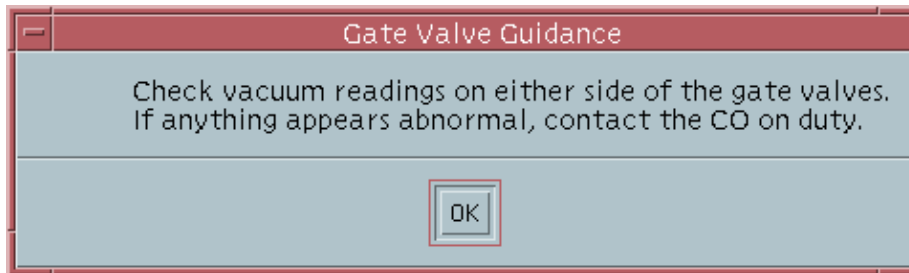 Gate Valve Guidance
Check vacuum readings on either side of the gate valves.
If anything appears abnormal, contact the CO on duty.
OK